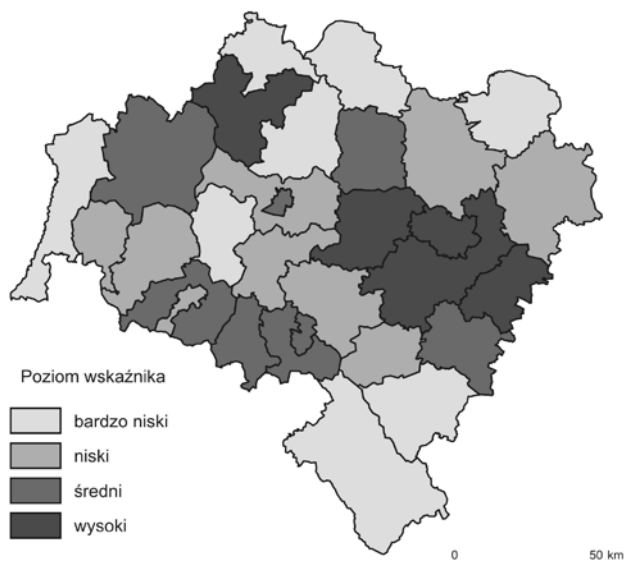 Poziom wskaźnika
bardzo niski
niski
średni
wysoki
0 50 km